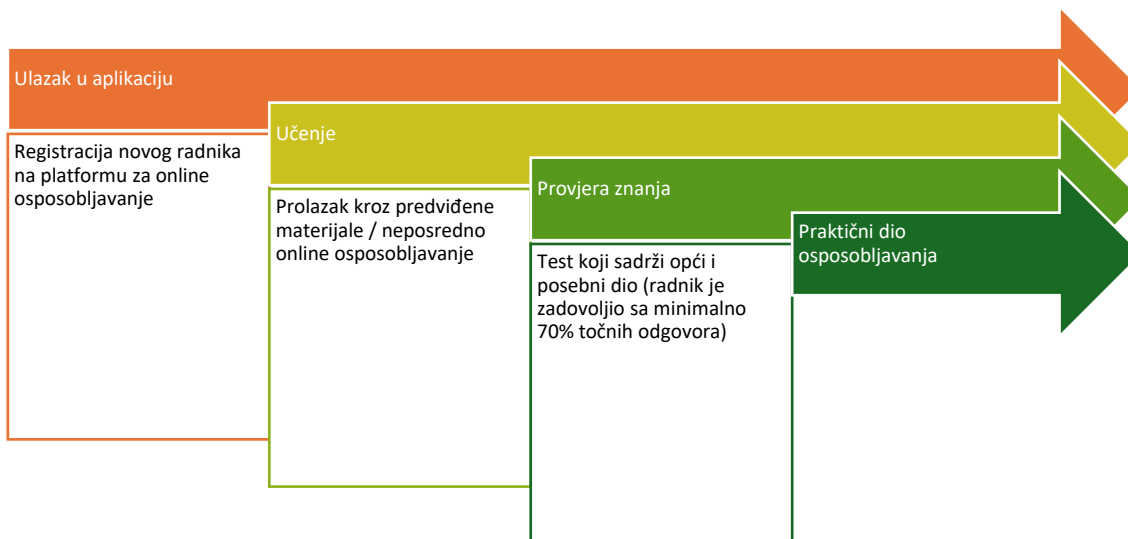 Ulazak u aplikaciju
Registracija novog radnika
na platformu za online
osposobljavanje
Učenje
Prolazak kroz predviđene
materijale / neposredno
online osposobljavanje
Provjera znanja
Test koji sadrži opći i
posebni dio (radnik je
zadovoljio sa minimalno
70% točnih odgovora)
Praktični dio
osposobljavanja